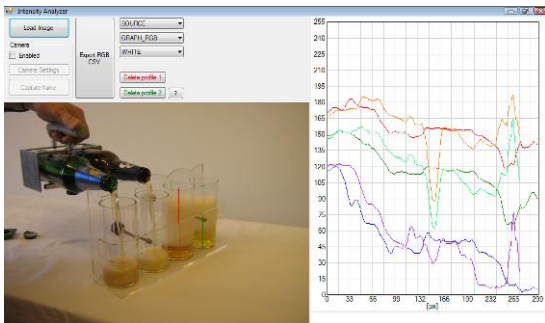 Intensity Analyzer
Load Image
Camera
Enabled
Camera Settings
Capture frame
Export RGB
CSV
SOURCE
GRAPH_RGB
WHITE
Delete profile 1
Delete profile 2
?
255
240
225
210
195
180
165
150
135
120
105
90
75
60
45
30
15
0
0 33 66 99 133 166 199 232 265 299
[px]